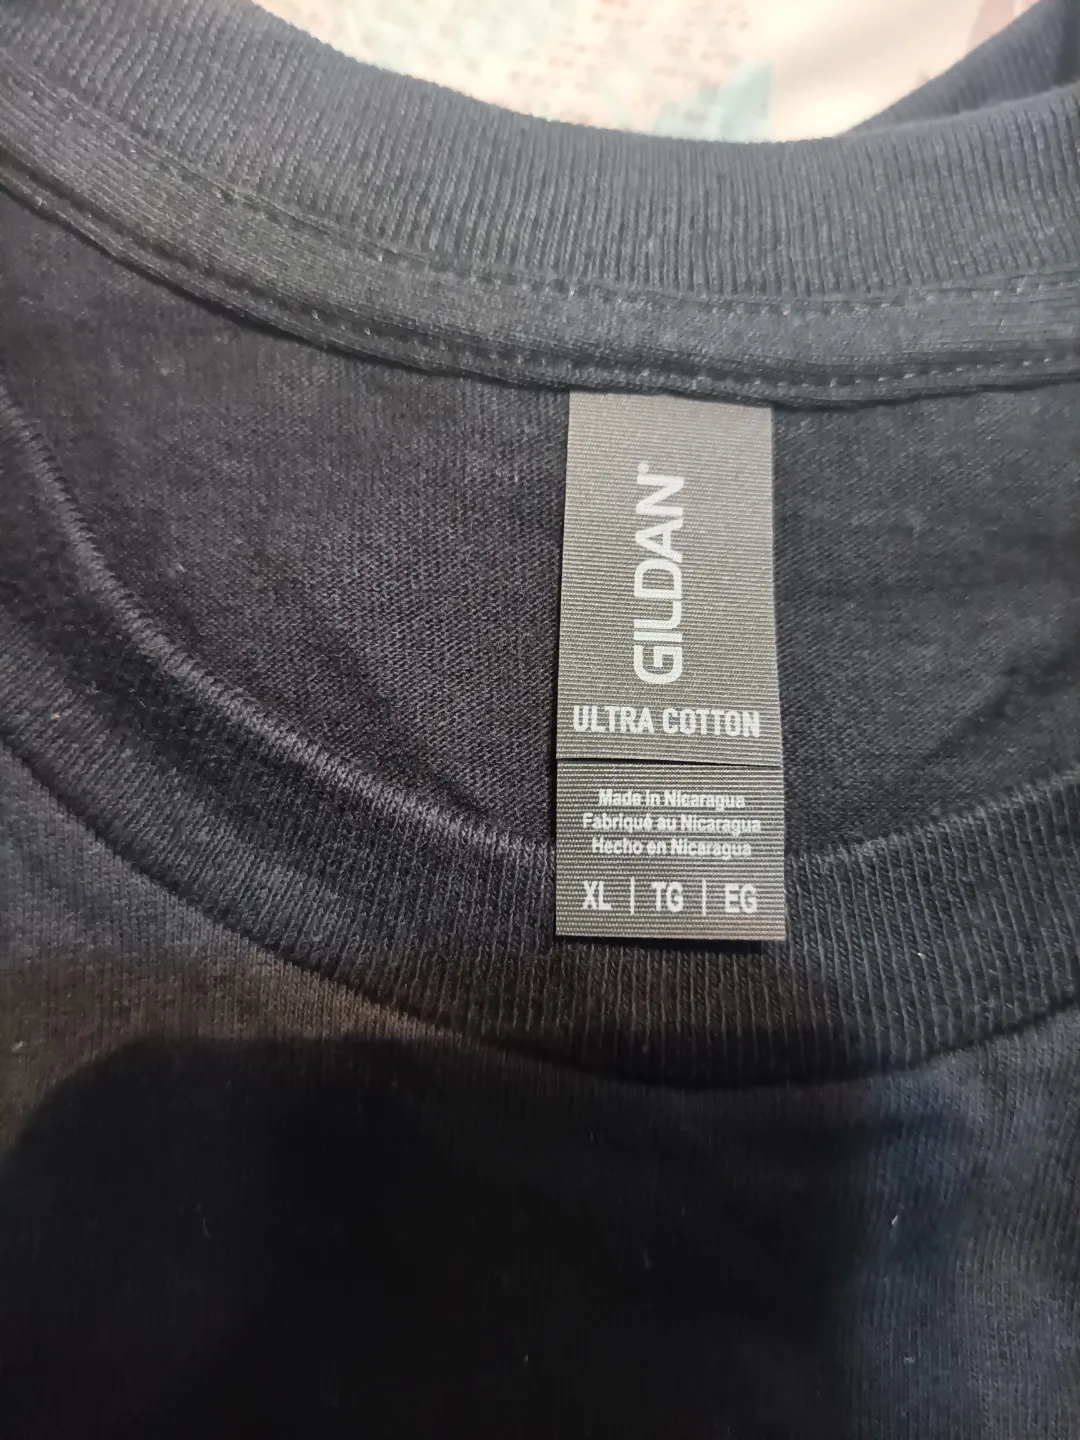 GILDAN
ULTRA COTTON
Made in Nicaragua
Fabriqué au Nicaragua
Hecho en Nicaragua
XL | TG | EG